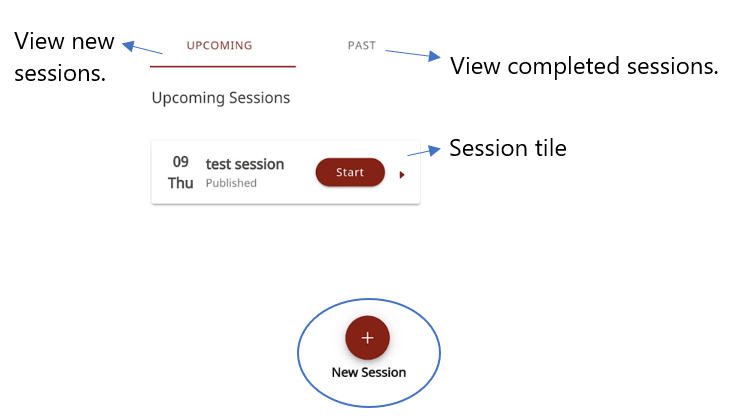 View new
sessions.
UPCOMING
PAST
View completed sessions.
Upcoming Sessions
09
Thu
test session
Published
Start
Session tile
+
New Session